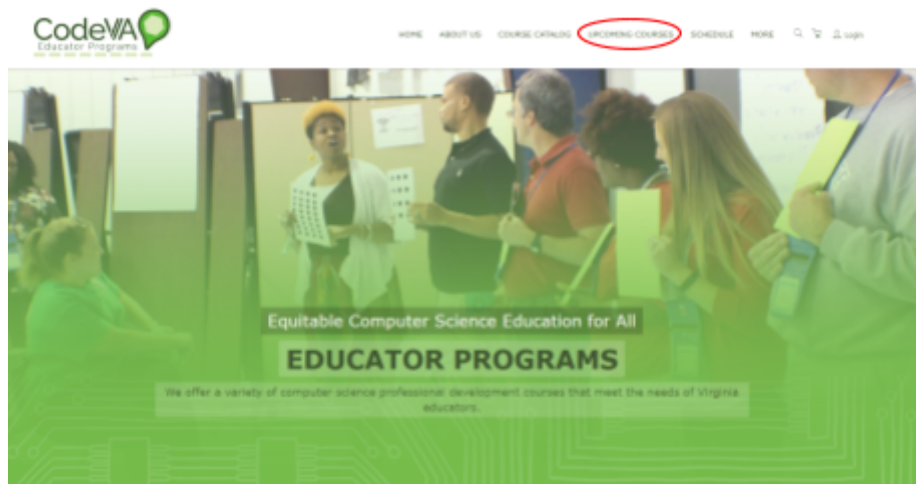 CodeVA
Educator Programs
HOME ABOUT US COURSE CATALOG UPCOMING COURSES SCHEDULE MORE Login
Equitable Computer Science Education for All
EDUCATOR PROGRAMS
We offer a variety of computer science professional development courses that meet the needs of Virginia
educators.